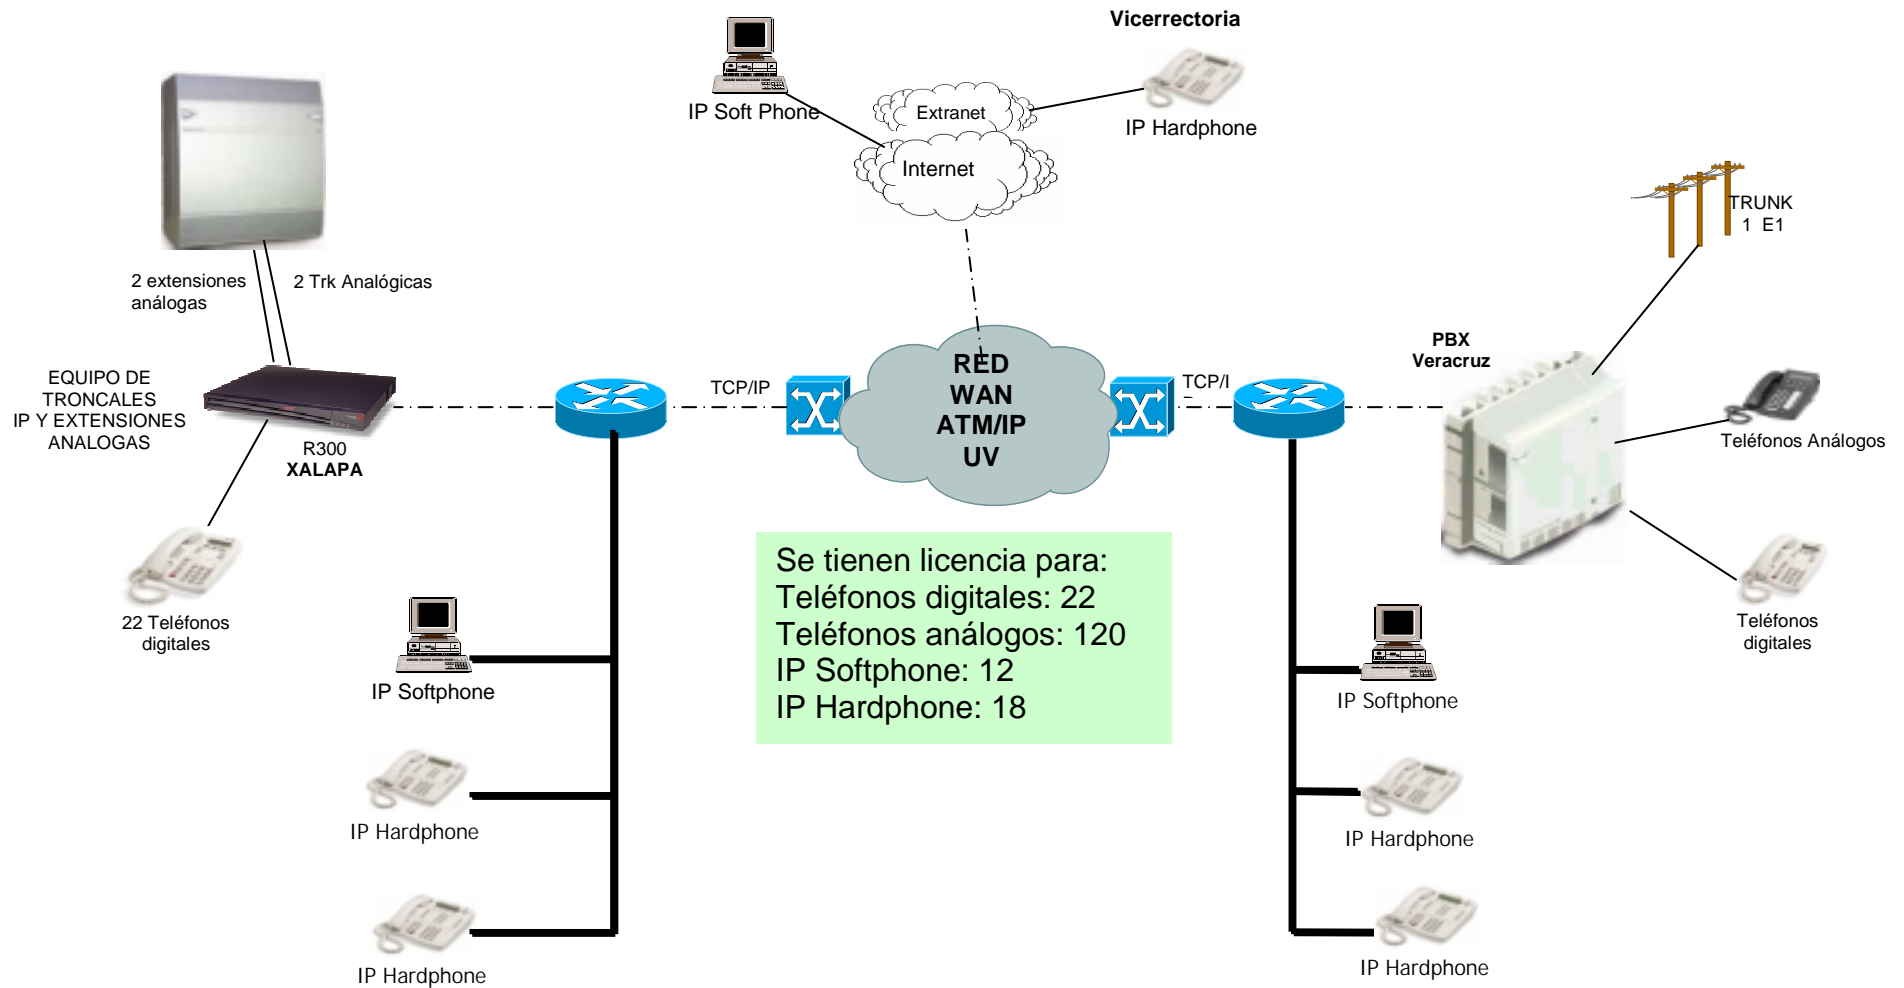 Vicerrectoria
IP Soft Phone
Extranet
IP Hardphone
Internet
TRUNK
1 E1
2 extensiones
análogas
2 Trk Analógicas
EQUIPO DE
TRONCALES
IP Y EXTENSIONES
ANALOGAS
R300
XALAPA
TCP/IP
RED
WAN
ATM/IP
UV
TCP/I
PBX
Veracruz
Teléfonos Análogos
22 Teléfonos
digitales
Teléfonos
digitales
Se tienen licencia para:
Teléfonos digitales: 22
Teléfonos análogos: 120
IP Softphone: 12
IP Hardphone: 18
IP Softphone
IP Softphone
IP Hardphone
IP Hardphone
IP Hardphone
IP Hardphone